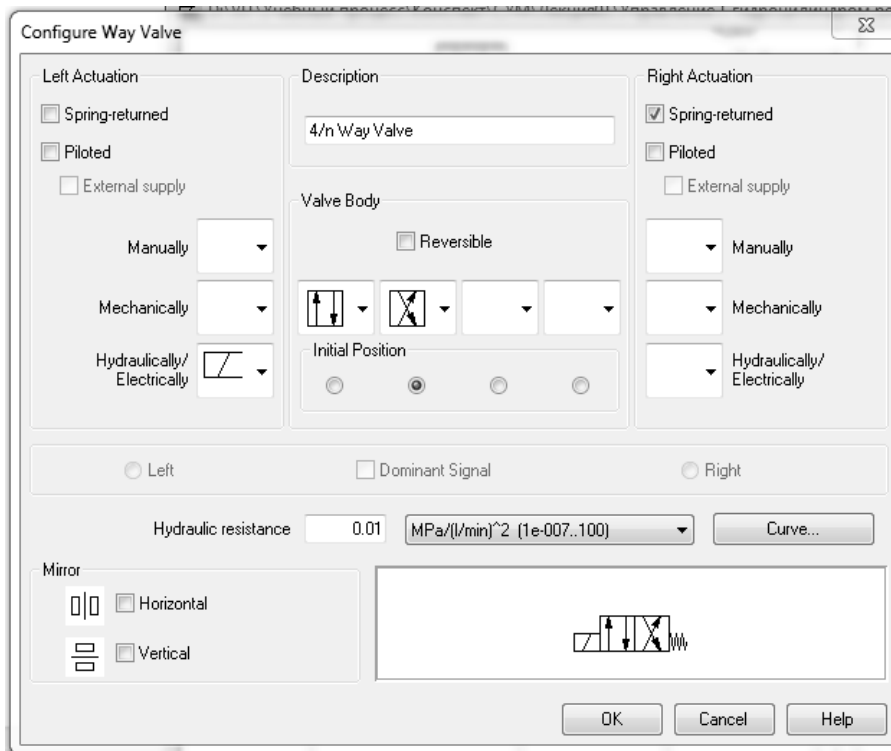 Configure Way Valve
Left Actuation
Spring-returned
Piloted
External supply
Manually
Mechanically
Hydraulically/
Electrically
Description
4/n Way Valve
Valve Body
Reversible
Initial Position
Right Actuation
Spring-returned
Piloted
External supply
Manually
Mechanically
Hydraulically/
Electrically
Left
Dominant Signal
Right
Hydraulic resistance 0.01 MPa/(l/min)^2 (1e-007..100) Curve...
Mirror
Horizontal
Vertical
OK Cancel Help